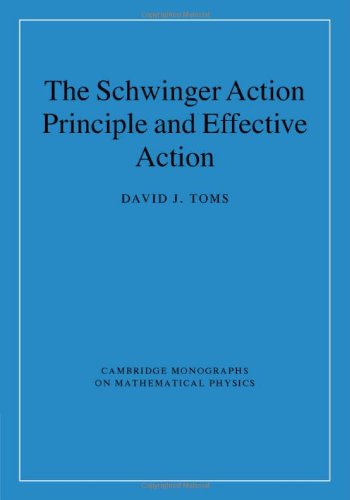 The Schwinger Action
Principle and Effective
Action
DAVID J. TOMS
CAMBRIDGE MONOGRAPHS
ON MATHEMATICAL PHYSICS